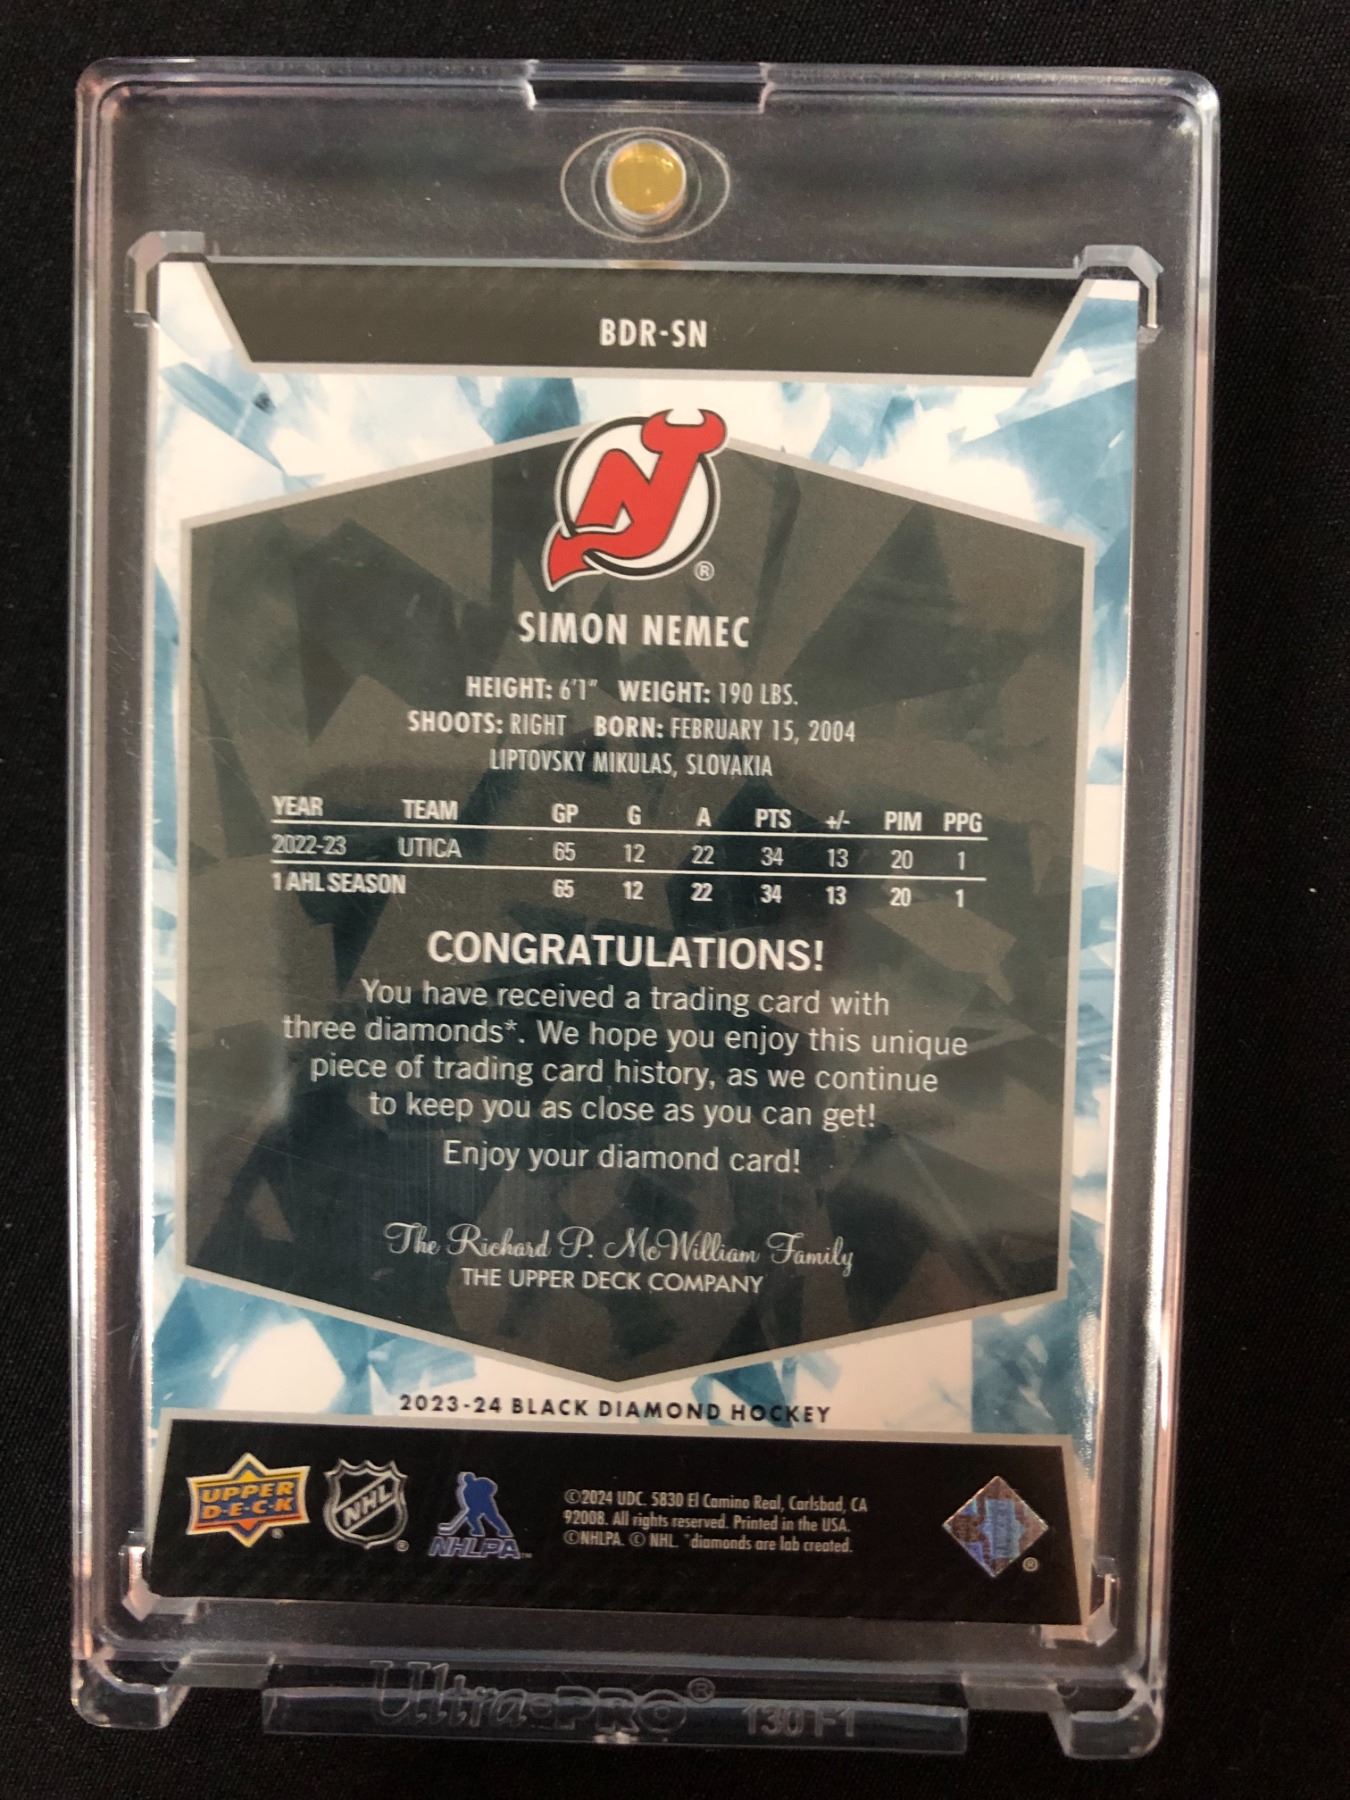 BDR-SN
NJ ®
SIMON NEMEC
HEIGHT: 6'1" WEIGHT: 190 LBS.
SHOOTS: RIGHT BORN: FEBRUARY 15, 2004
LIPTOVSKY MIKULAS, SLOVAKIA
YEAR TEAM GP G A PTS +/- PIM PPG
2022-23 UTICA 65 12 22 34 13 20 1
1 AHL SEASON 65 12 22 34 13 20 1
CONGRATULATIONS!
You have received a trading card with
three diamonds*. We hope you enjoy this unique
piece of trading card history, as we continue
to keep you as close as you can get!
Enjoy your diamond card!
The Richard P. McWilliam Family
THE UPPER DECK COMPANY
2023-24 BLACK DIAMOND HOCKEY
UPPER
D·E·C·K ®
NHL ®
NHLPA™
©2024 UDC. 5830 El Camino Real, Carlsbad, CA
92008. All rights reserved. Printed in the USA.
©NHLPA. © NHL. *diamonds are lab created.
®
Ultra•PRO® 130